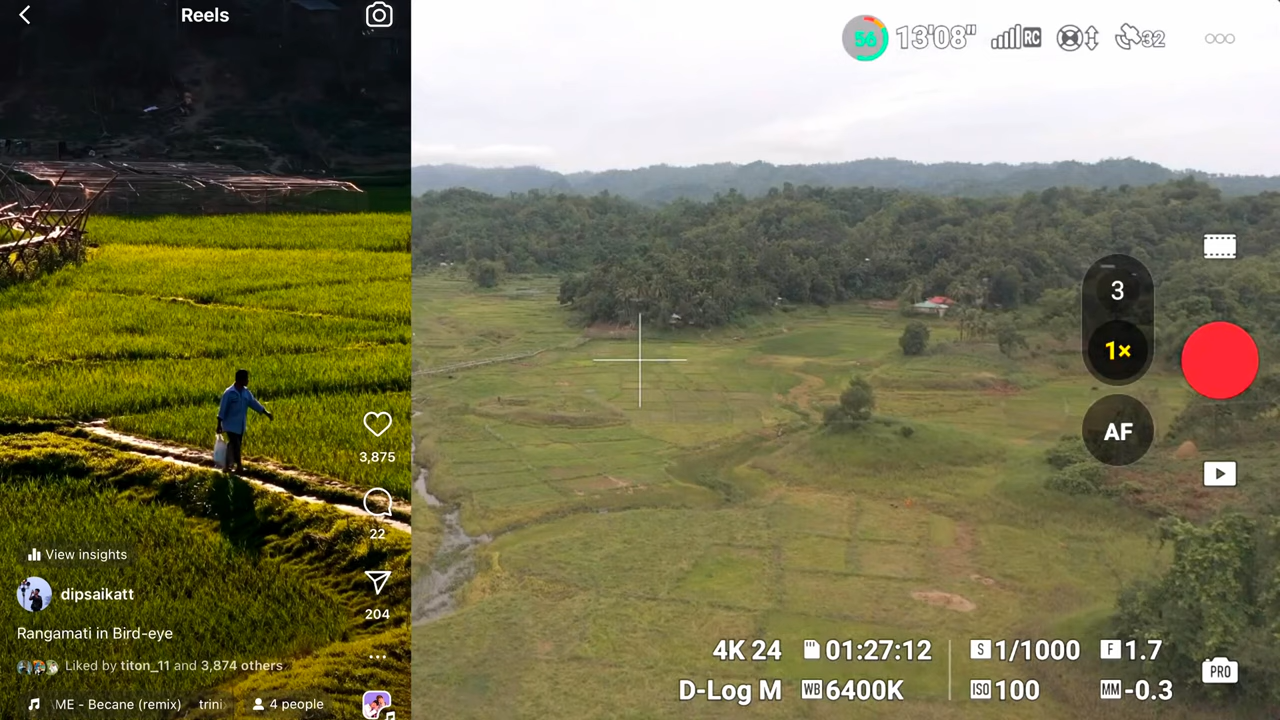 Reels
3,875
22
View insights
dipsaikatt
204
Rangamati in Bird-eye
Liked by titon_11 and 3,874 others
ME - Becane (remix) trini
4 people
56
13'08"
RC
32
3
1×
AF
4K 24
01:27:12
S 1/1000
F 1.7
D-Log M
WB 6400K
ISO 100
MM -0.3
PRO